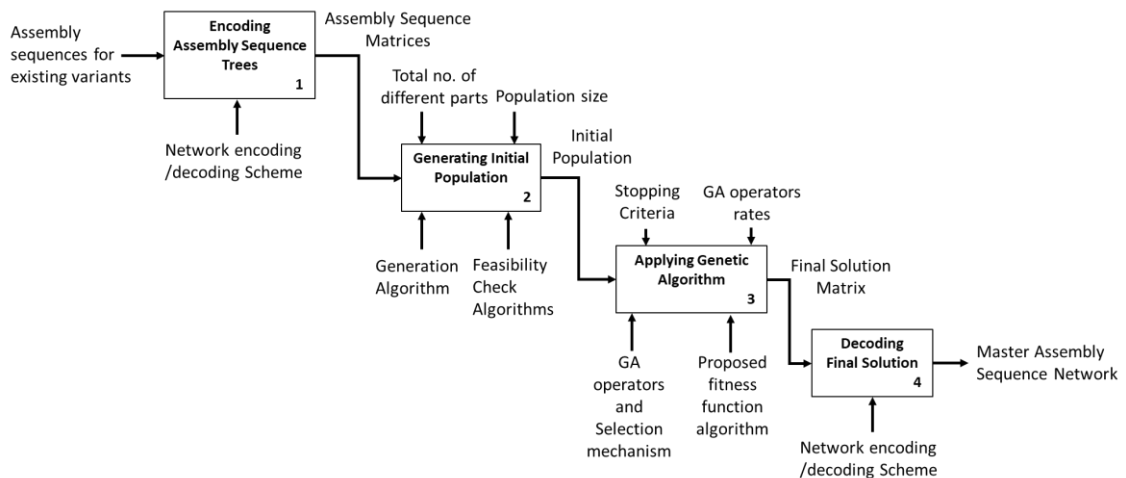 Assembly
sequences for
existing variants
Encoding
Assembly Sequence
Trees
1
Network encoding
/decoding Scheme
Assembly Sequence
Matrices
Total no. of
different parts
Population size
Generating Initial
Population
2
Generation
Algorithm
Feasibility
Check
Algorithms
Initial
Population
Stopping
Criteria
GA operators
rates
Applying Genetic
Algorithm
3
GA
operators
and
Selection
mechanism
Proposed
fitness
function
algorithm
Final Solution
Matrix
Decoding
Final Solution
4
Network encoding
/decoding Scheme
Master Assembly
Sequence Network